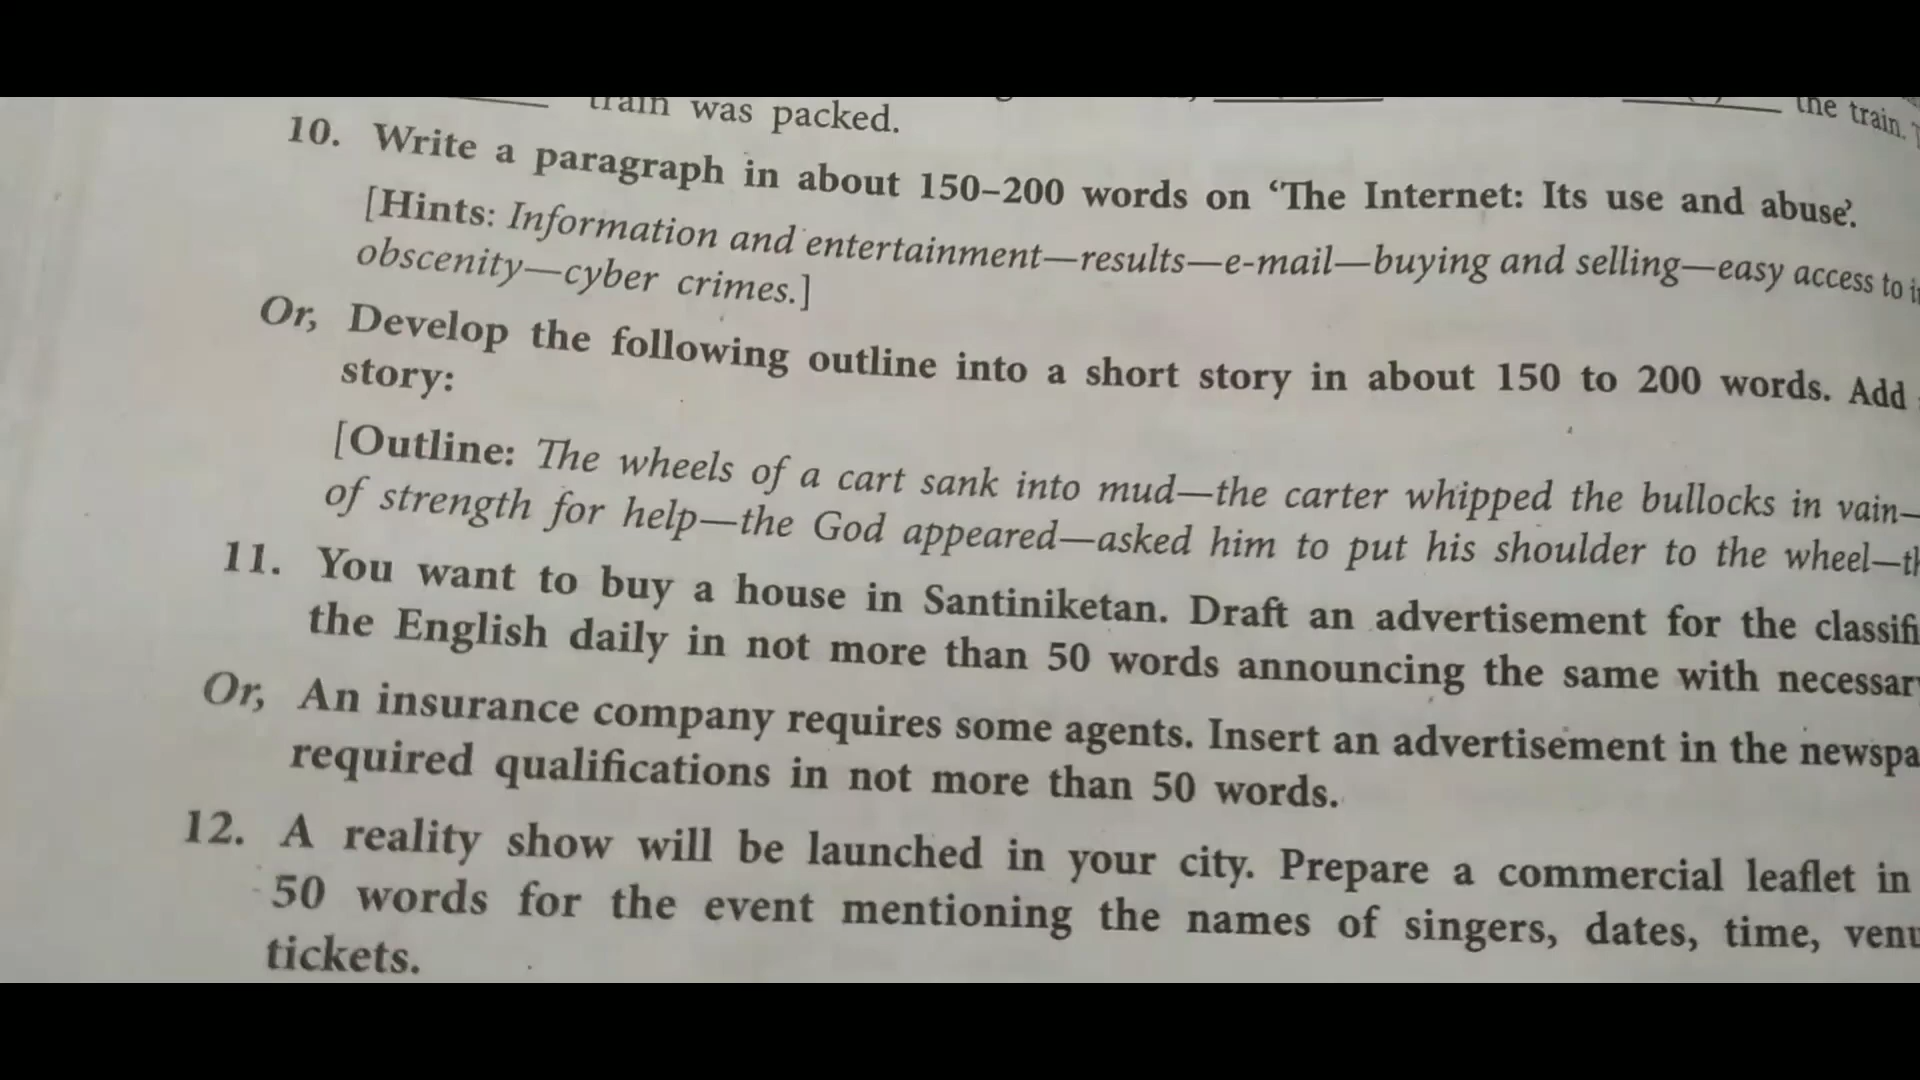 train was packed.
the train.
10. Write a paragraph in about 150–200 words on ‘The Internet: Its use and abuse’.
[Hints: Information and entertainment—results—e-mail—buying and selling—easy access to
obscenity—cyber crimes.]
Or, Develop the following outline into a short story in about 150 to 200 words. Add
story:
[Outline: The wheels of a cart sank into mud—the carter whipped the bullocks in vain—
of strength for help—the God appeared—asked him to put his shoulder to the wheel—
11. You want to buy a house in Santiniketan. Draft an advertisement for the
the English daily in not more than 50 words announcing the same with
Or, An insurance company requires some agents. Insert an advertisement in the
required qualifications in not more than 50 words.
12. A reality show will be launched in your city. Prepare a commercial leaflet in
50 words for the event mentioning the names of singers, dates, time,
tickets.